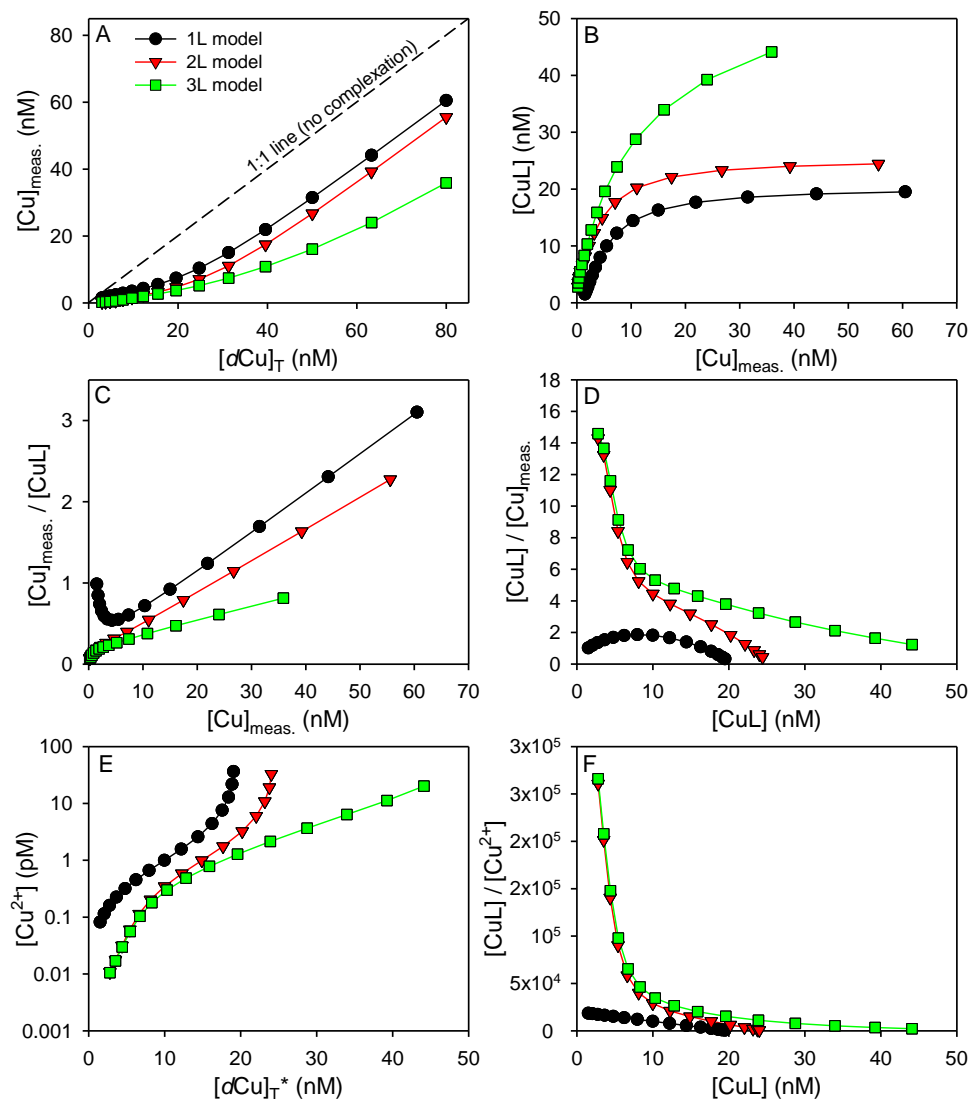 A
1L model
2L model
3L model
1:1 line (no complexation)
[Cu]meas. (nM)
80
60
40
20
0
0 20 40 60 80
[dCu]T (nM)
B
[CuL] (nM)
50
40
30
20
10
0
0 10 20 30 40 50 60 70
[Cu]meas. (nM)
C
[Cu]meas. / [CuL]
3
2
1
0
0 10 20 30 40 50 60 70
[Cu]meas. (nM)
D
[CuL] / [Cu]meas.
18
16
14
12
10
8
6
4
2
0
0 10 20 30 40 50
[CuL] (nM)
E
[Cu2+] (pM)
100
10
1
0.1
0.01
0.001
0 10 20 30 40 50
[dCu]T* (nM)
F
[CuL] / [Cu2+]
3x10⁵
3x10⁵
2x10⁵
2x10⁵
10⁵
5x10⁴
0
0 10 20 30 40 50
[CuL] (nM)